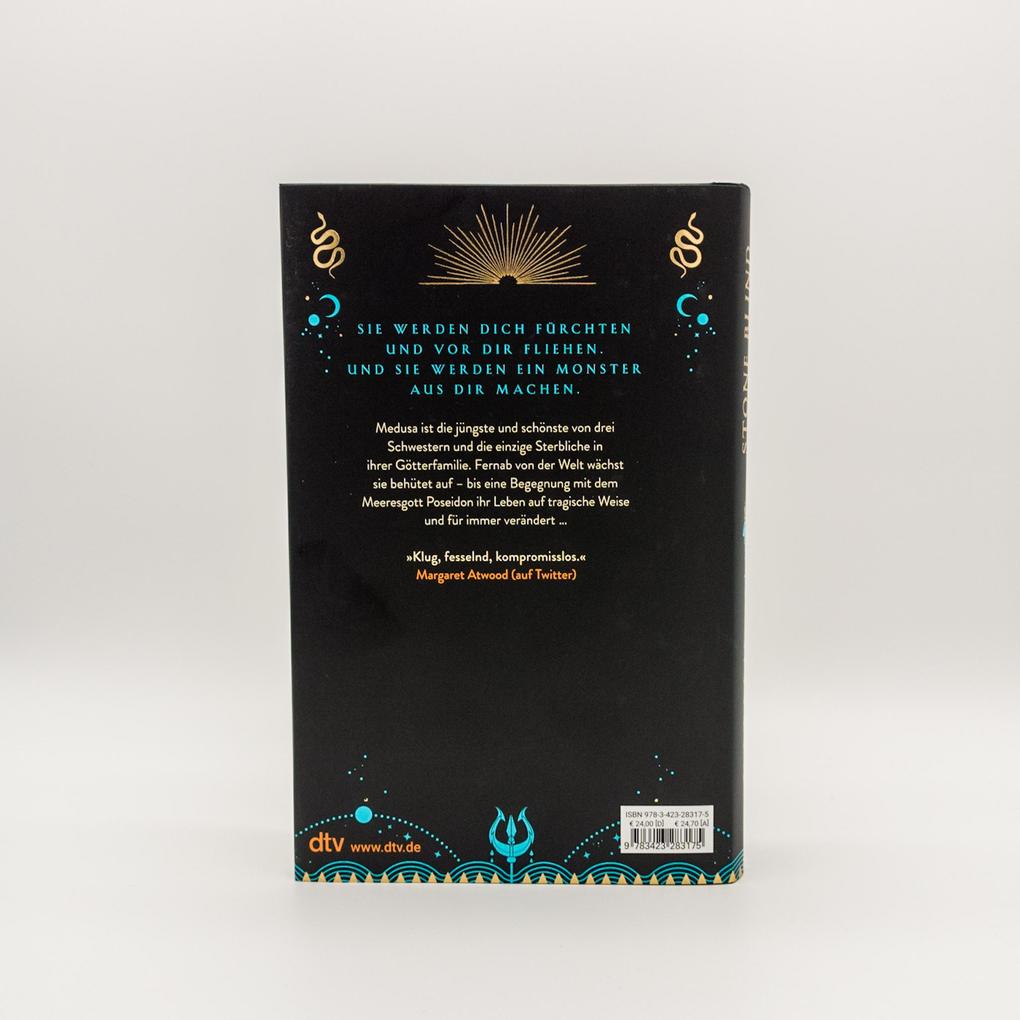 SIE WERDEN DICH FÜRCHTEN
UND VOR DIR FLIEHEN.
UND SIE WERDEN EIN MONSTER
AUS DIR MACHEN.
Medusa ist die jüngste und schönste von drei
Schwestern und die einzige Sterbliche in
ihrer Götterfamilie. Fernab von der Welt wächst
sie behütet auf – bis eine Begegnung mit dem
Meeresgott Poseidon ihr Leben auf tragische Weise
und für immer verändert ...
»Klug, fesselnd, kompromisslos.«
Margaret Atwood (auf Twitter)
dtv www.dtv.de
ISBN 978-3-423-28317-5
€ 24,00 [D] € 24,70 [A]
9 783423 283175
STONE BLIND